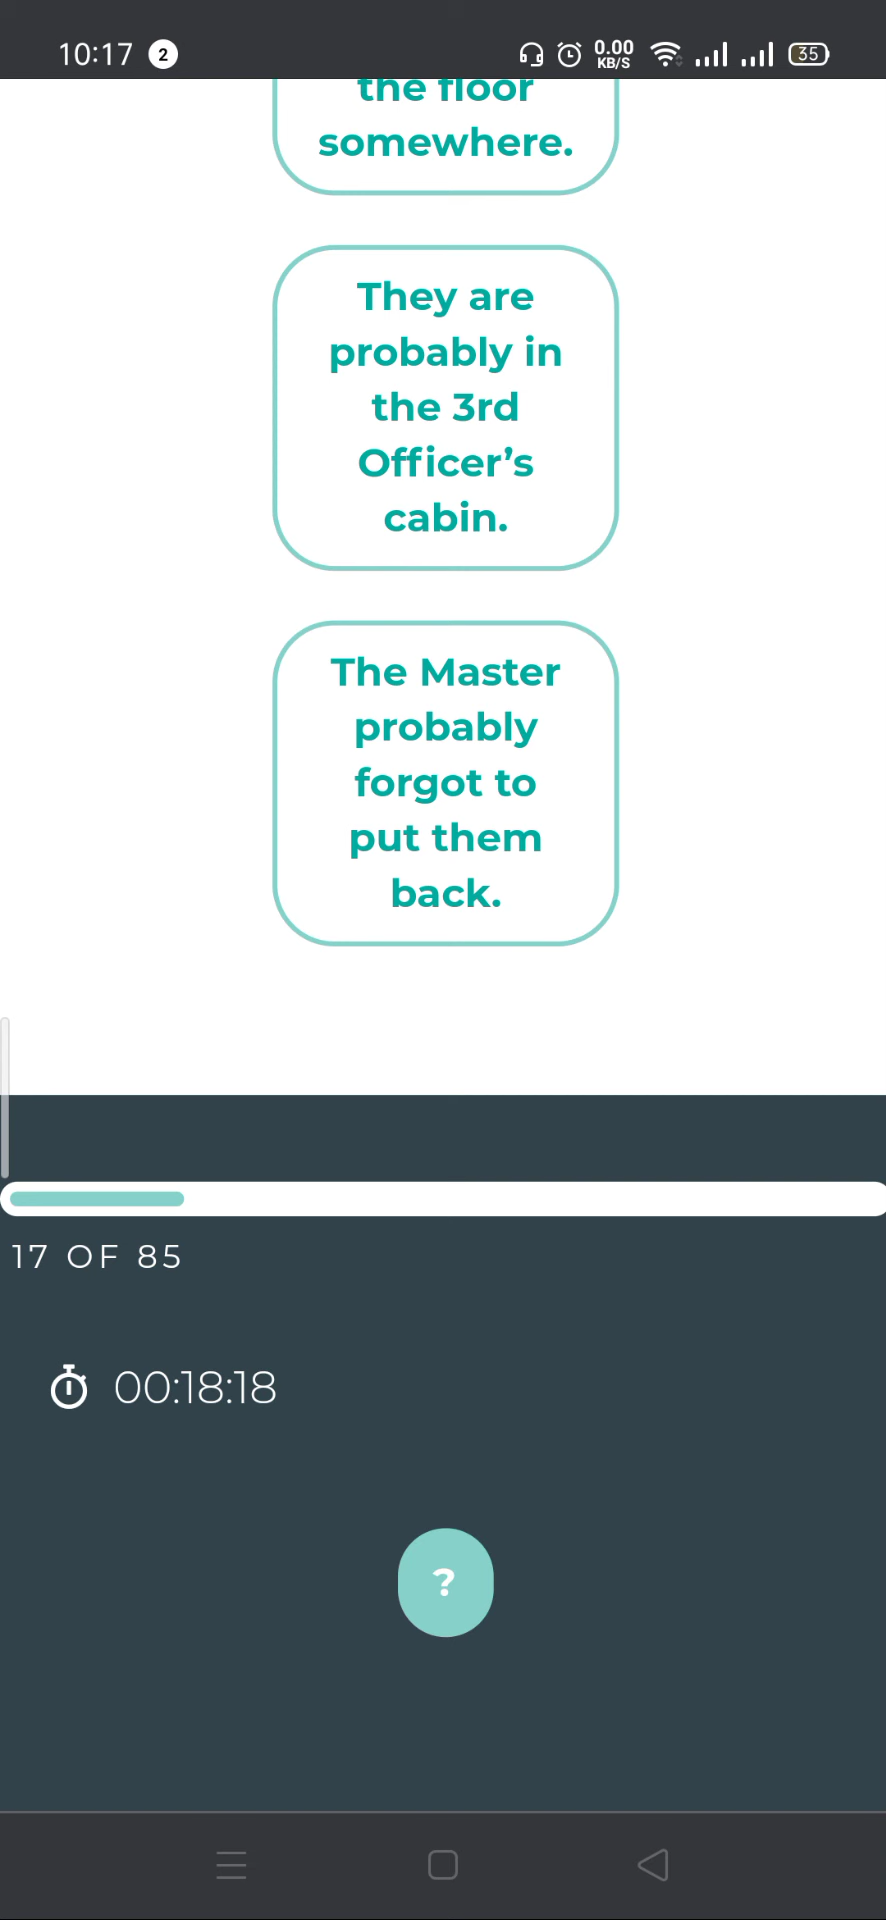 10:17 2 0.00 KB/S 35
the floor
somewhere.
They are
probably in
the 3rd
Officer’s
cabin.
The Master
probably
forgot to
put them
back.
17 OF 85
00:18:18
?